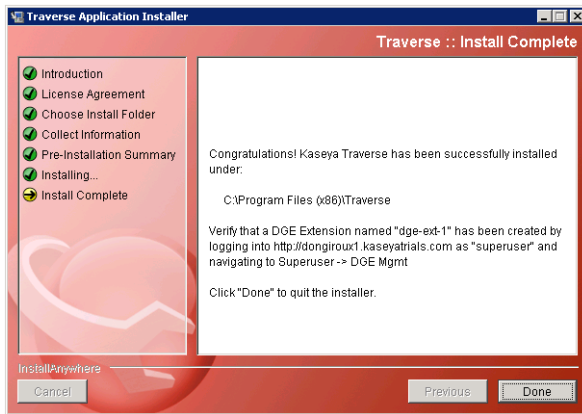 Traverse Application Installer
Traverse :: Install Complete
Introduction
License Agreement
Choose Install Folder
Collect Information
Pre-Installation Summary
Installing...
Install Complete
Congratulations! Kaseya Traverse has been successfully installed
under:
C:\Program Files (x86)\Traverse
Verify that a DGE Extension named "dge-ext-1" has been created by
logging into http://dongiroux1.kaseyatrials.com as "superuser" and
navigating to Superuser -> DGE Mgmt
Click "Done" to quit the installer.
InstallAnywhere
Cancel
Previous
Done